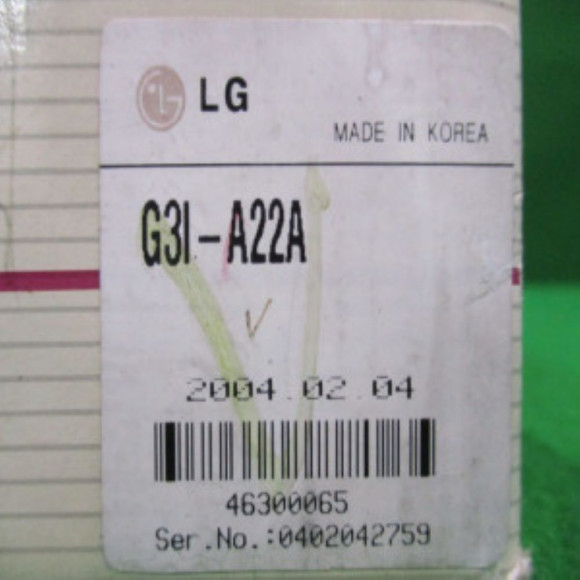 LG
MADE IN KOREA
G3I-A22A
2004.02.04
46300065
Ser.No.:0402042759